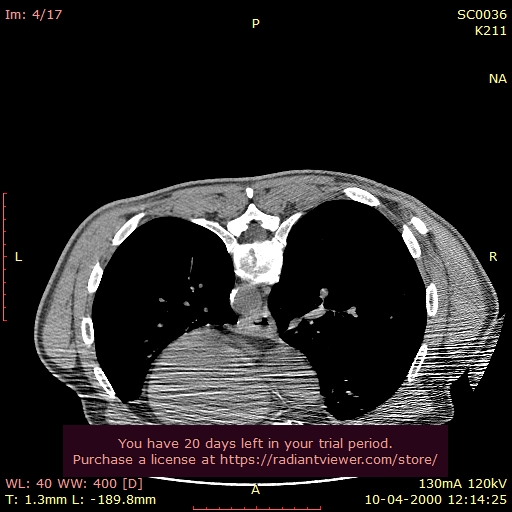 Im: 4/17
P
SC0036
K211
NA
L
R
You have 20 days left in your trial period.
Purchase a license at https://radiantviewer.com/store/
WL: 40 WW: 400 [D]
T: 1.3mm L: -189.8mm
A
130mA 120kV
10-04-2000 12:14:25